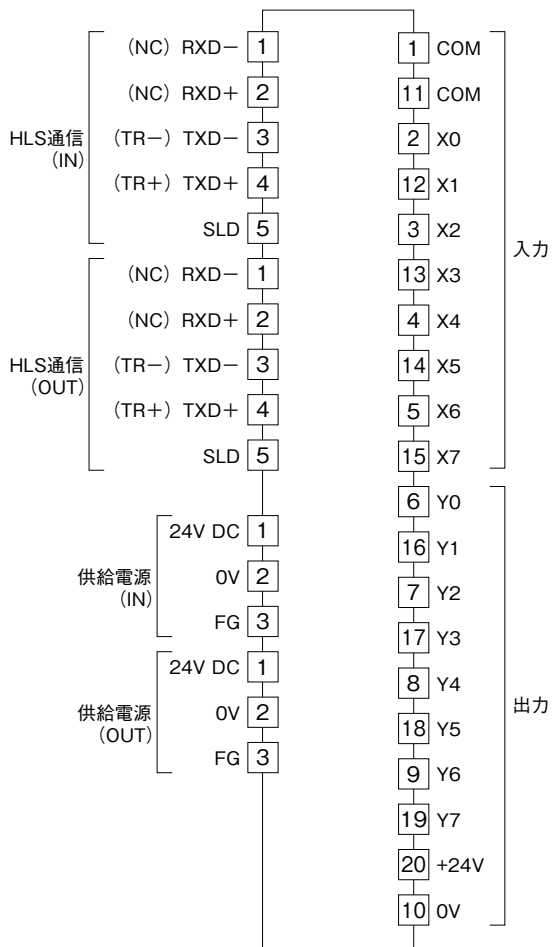 HLS通信
(IN)
(NC) RXD− 1
(NC) RXD+ 2
(TR−) TXD− 3
(TR+) TXD+ 4
SLD 5
HLS通信
(OUT)
(NC) RXD− 1
(NC) RXD+ 2
(TR−) TXD− 3
(TR+) TXD+ 4
SLD 5
供給電源
(IN)
24V DC 1
0V 2
FG 3
供給電源
(OUT)
24V DC 1
0V 2
FG 3
1 COM
11 COM
2 X0
12 X1
3 X2
13 X3
4 X4
14 X5
5 X6
15 X7
入力
6 Y0
16 Y1
7 Y2
17 Y3
8 Y4
18 Y5
9 Y6
19 Y7
20 +24V
10 0V
出力